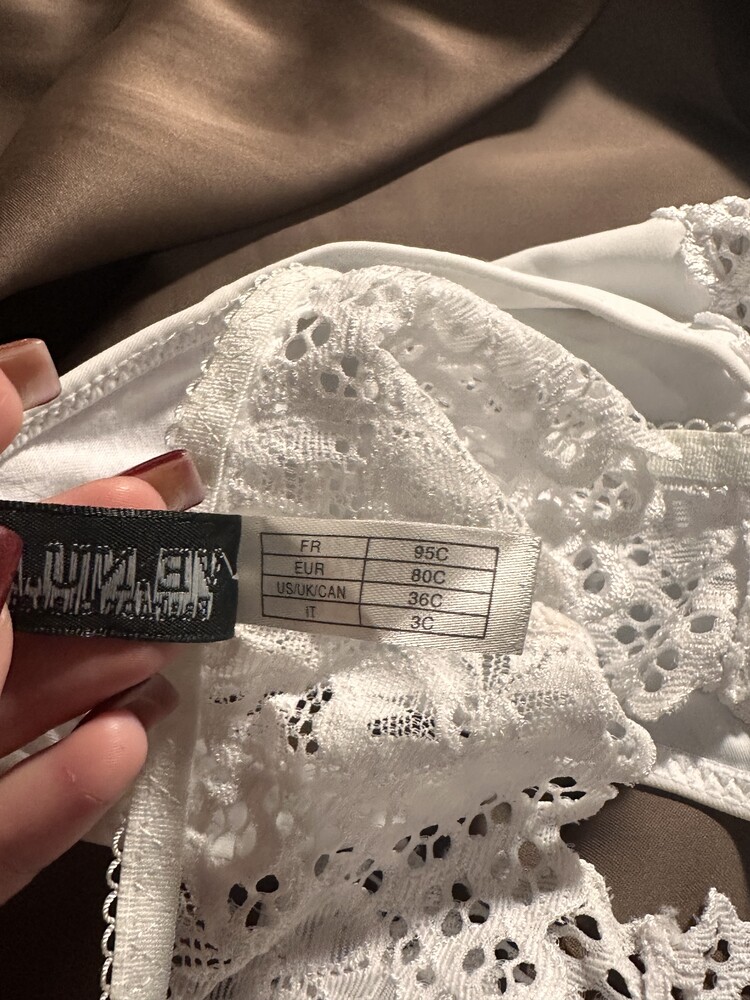 FR 95C
EUR 80C
US/UK/CAN 36C
IT 3C